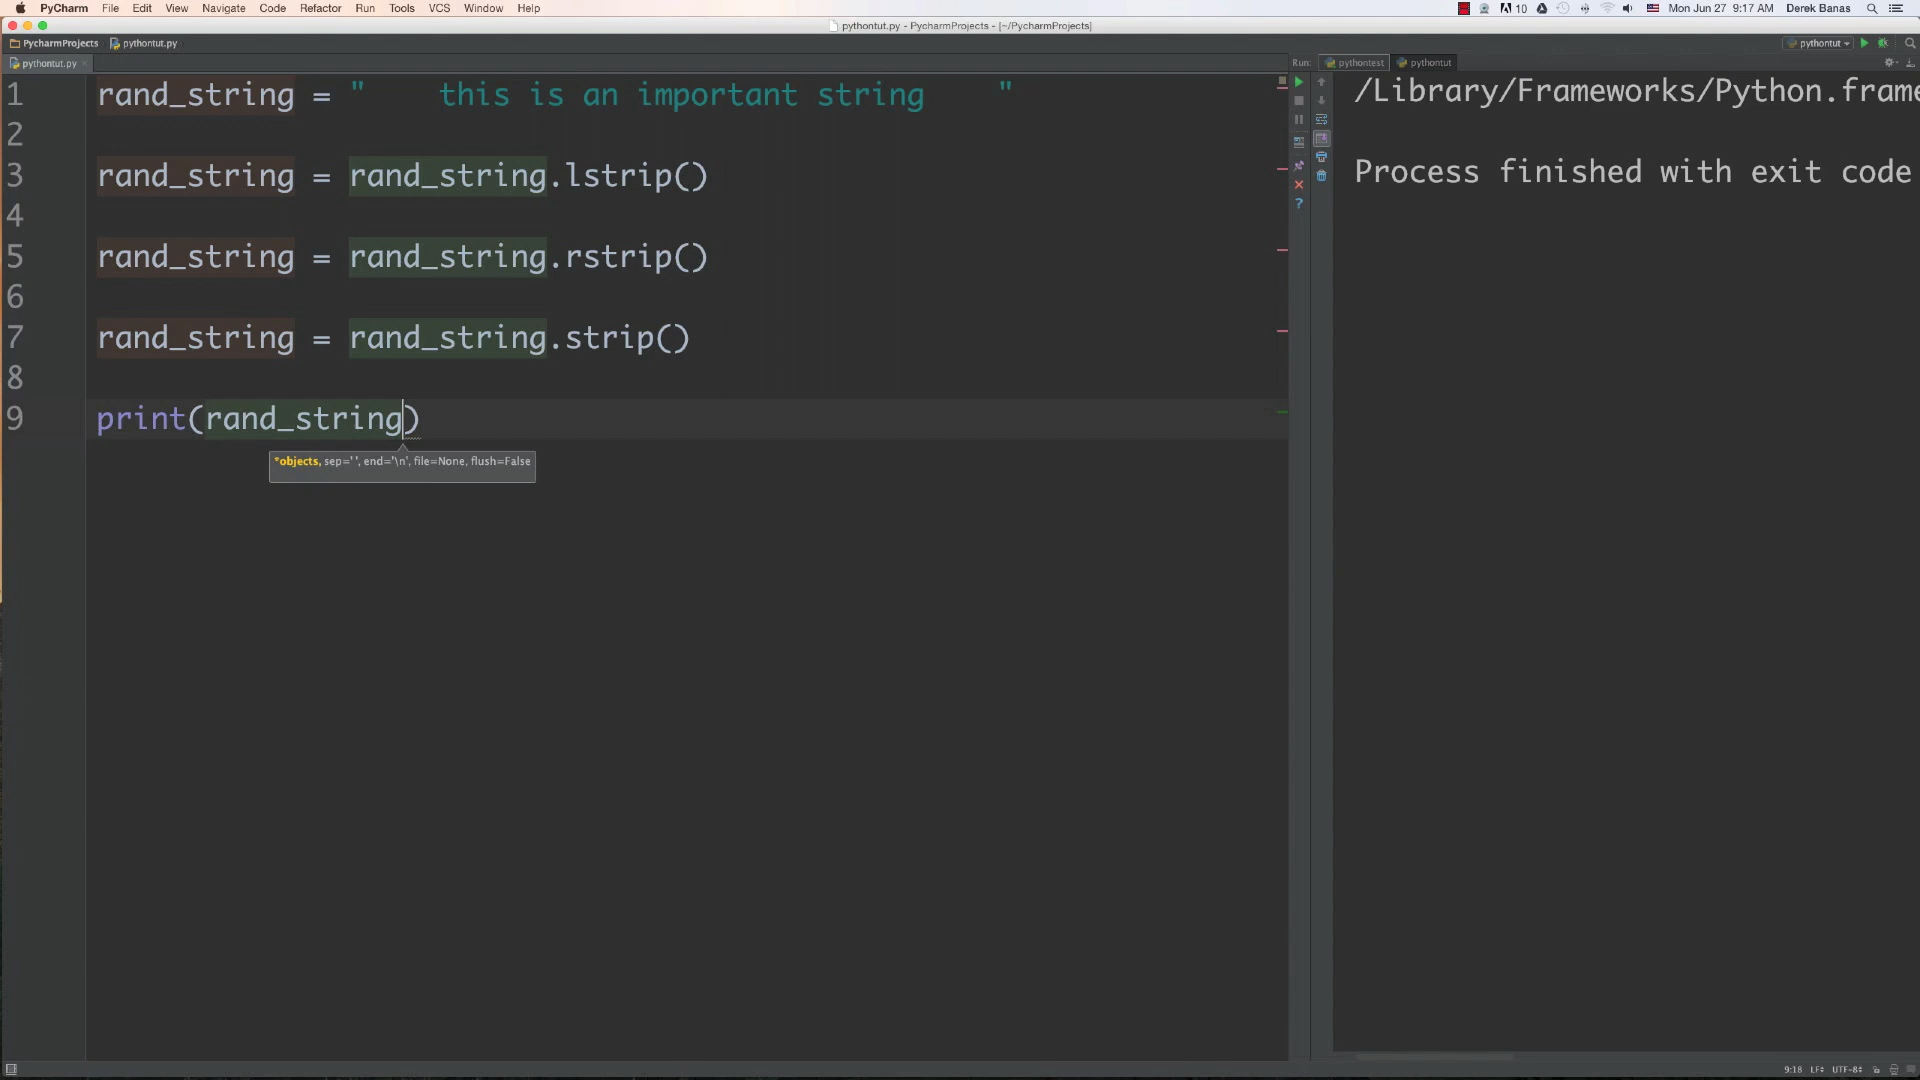 PyCharm File Edit View Navigate Code Refactor Run Tools VCS Window Help 10 Mon Jun 27 9:17 AM Derek Banas
pythontut.py - PycharmProjects - [~/PycharmProjects]
PycharmProjects pythontut.py pythontut
pythontut.py Run: pythontest pythontut
1 rand_string = "    this is an important string    "
2
3 rand_string = rand_string.lstrip()
4
5 rand_string = rand_string.rstrip()
6
7 rand_string = rand_string.strip()
8
9 print(rand_string)
*objects, sep=' ', end='\n', file=None, flush=False
/Library/Frameworks/Python.frame
Process finished with exit code
?
9:18 LF÷ UTF-8÷